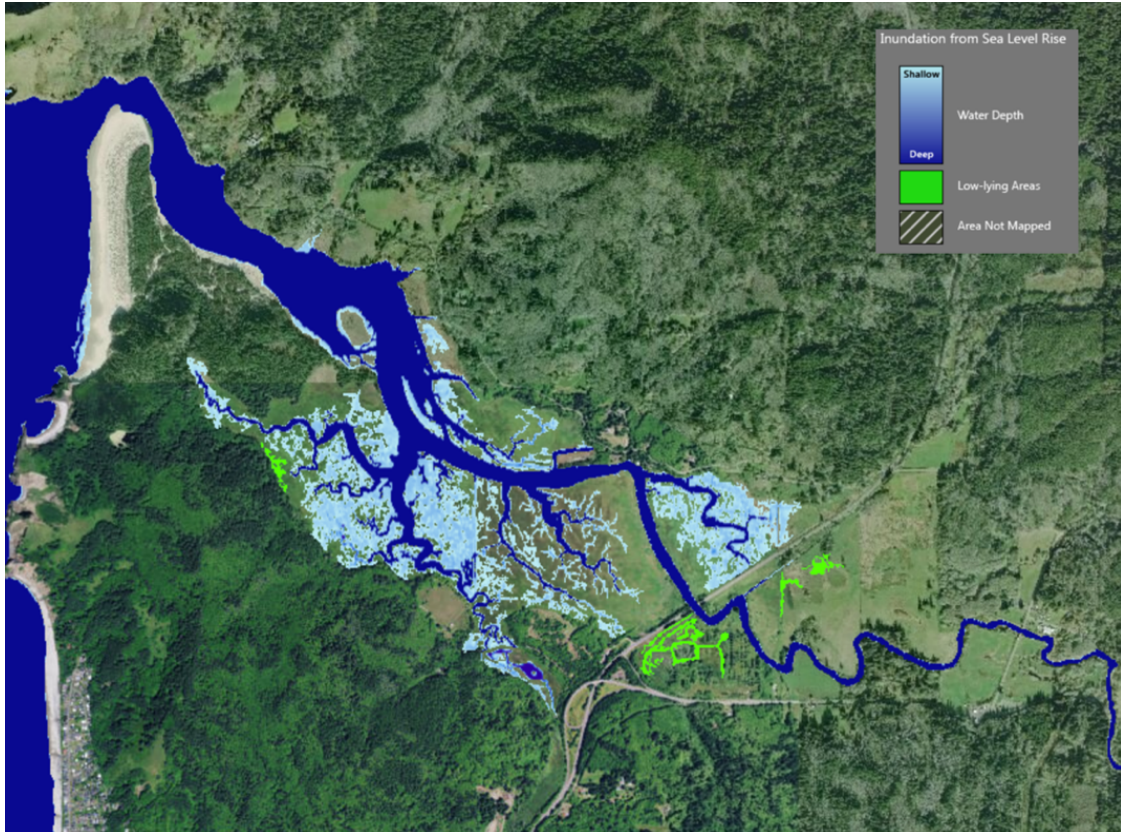 Inundation from Sea Level Rise
Shallow
Water Depth
Deep
Low-lying Areas
Area Not Mapped